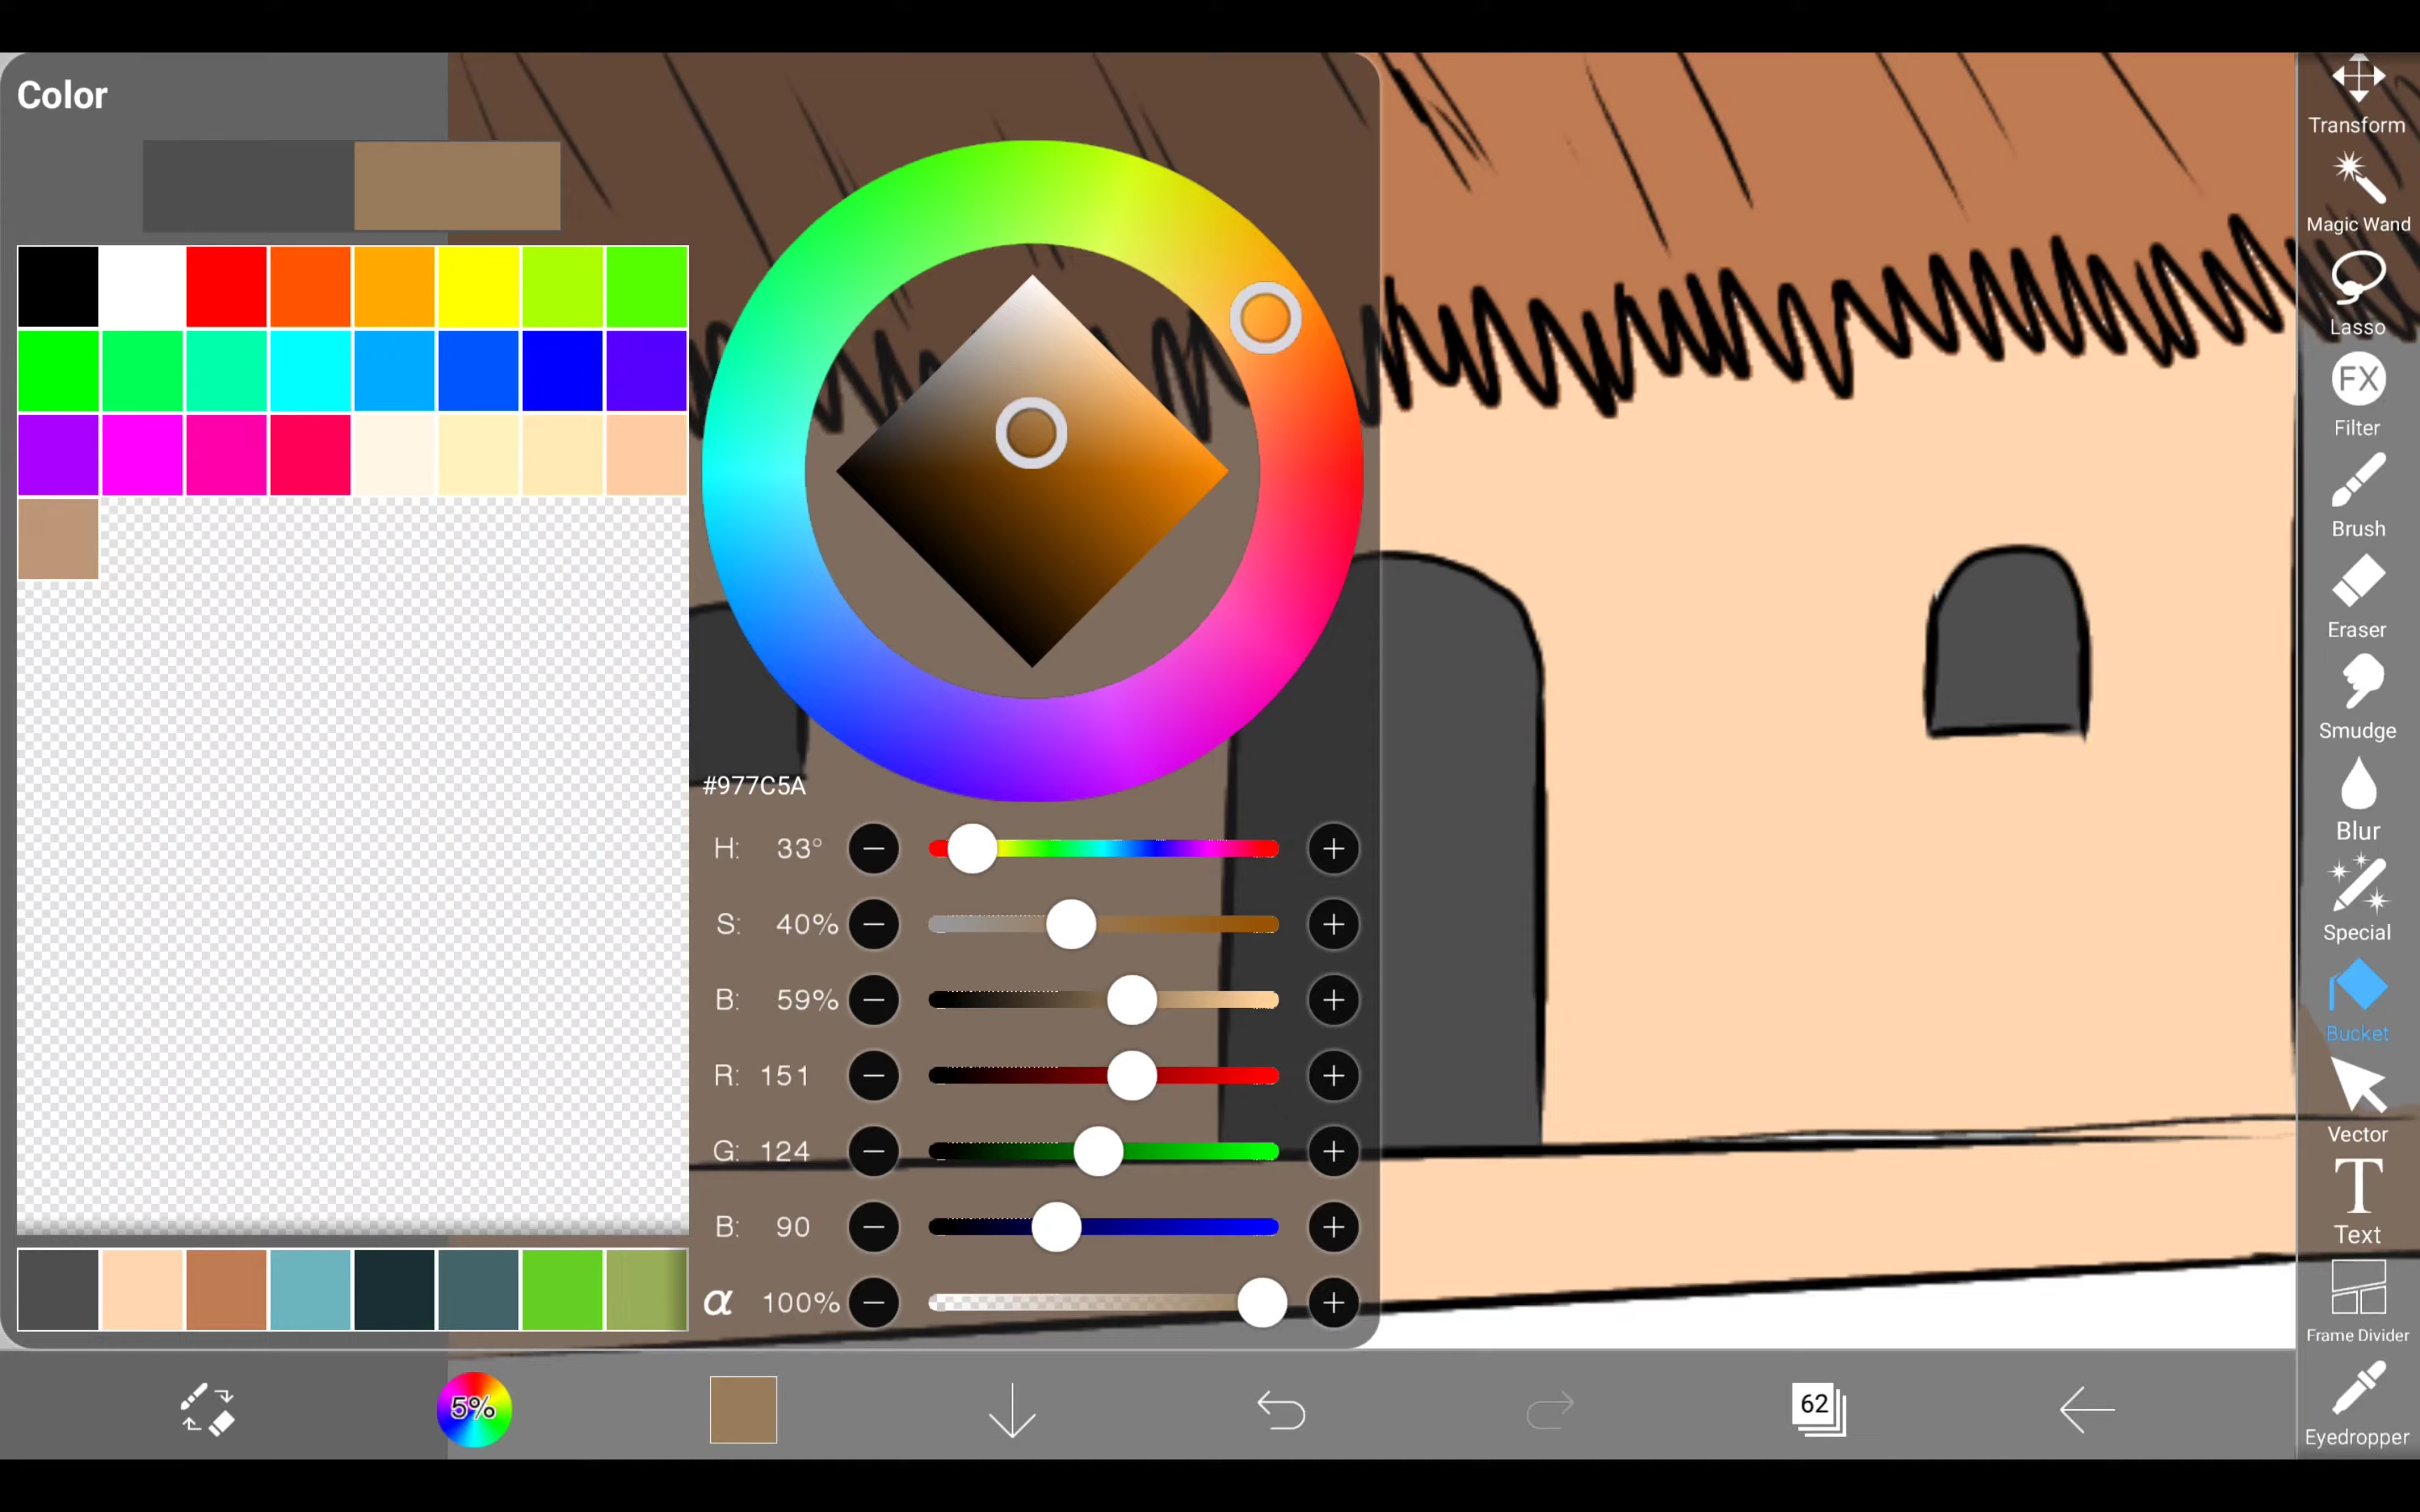 Color
#977C5A
H: 33°
S: 40%
B: 59%
R: 151
G: 124
B: 90
α 100%
5%
62
Transform
Magic Wand
Lasso
FX
Filter
Brush
Eraser
Smudge
Blur
Special
Bucket
Vector
T
Text
Frame Divider
Eyedropper